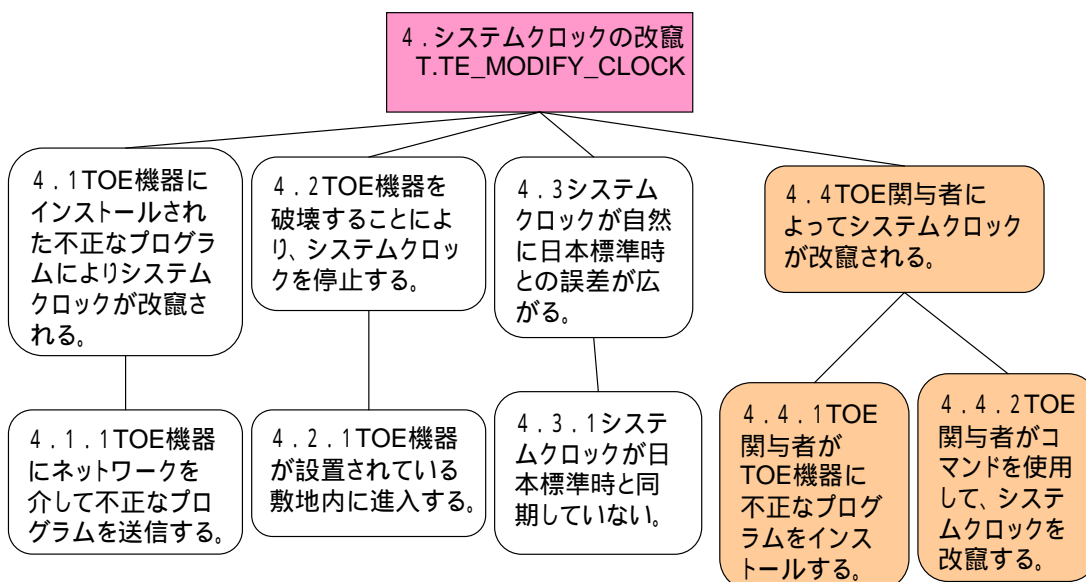 4.システムクロックの改竄
T.TE_MODIFY_CLOCK
4.1TOE機器に
インストールされ
た不正なプログラ
ムによりシステム
クロックが改竄さ
れる。
4.2TOE機器を
破壊することによ
り、システムクロッ
クを停止する。
4.3システム
クロックが自然
に日本標準時
との誤差が広
がる。
4.4TOE関与者に
よってシステムクロック
が改竄される。
4.1.1TOE機器
にネットワークを
介して不正なプロ
グラムを送信する。
4.2.1TOE機器
が設置されている
敷地内に進入する。
4.3.1システ
ムクロックが日
本標準時と同
期していない。
4.4.1TOE
関与者が
TOE機器に
不正なプログ
ラムをインス
トールする。
4.4.2TOE
関与者がコ
マンドを使用
して、システ
ムクロックを
改竄する。